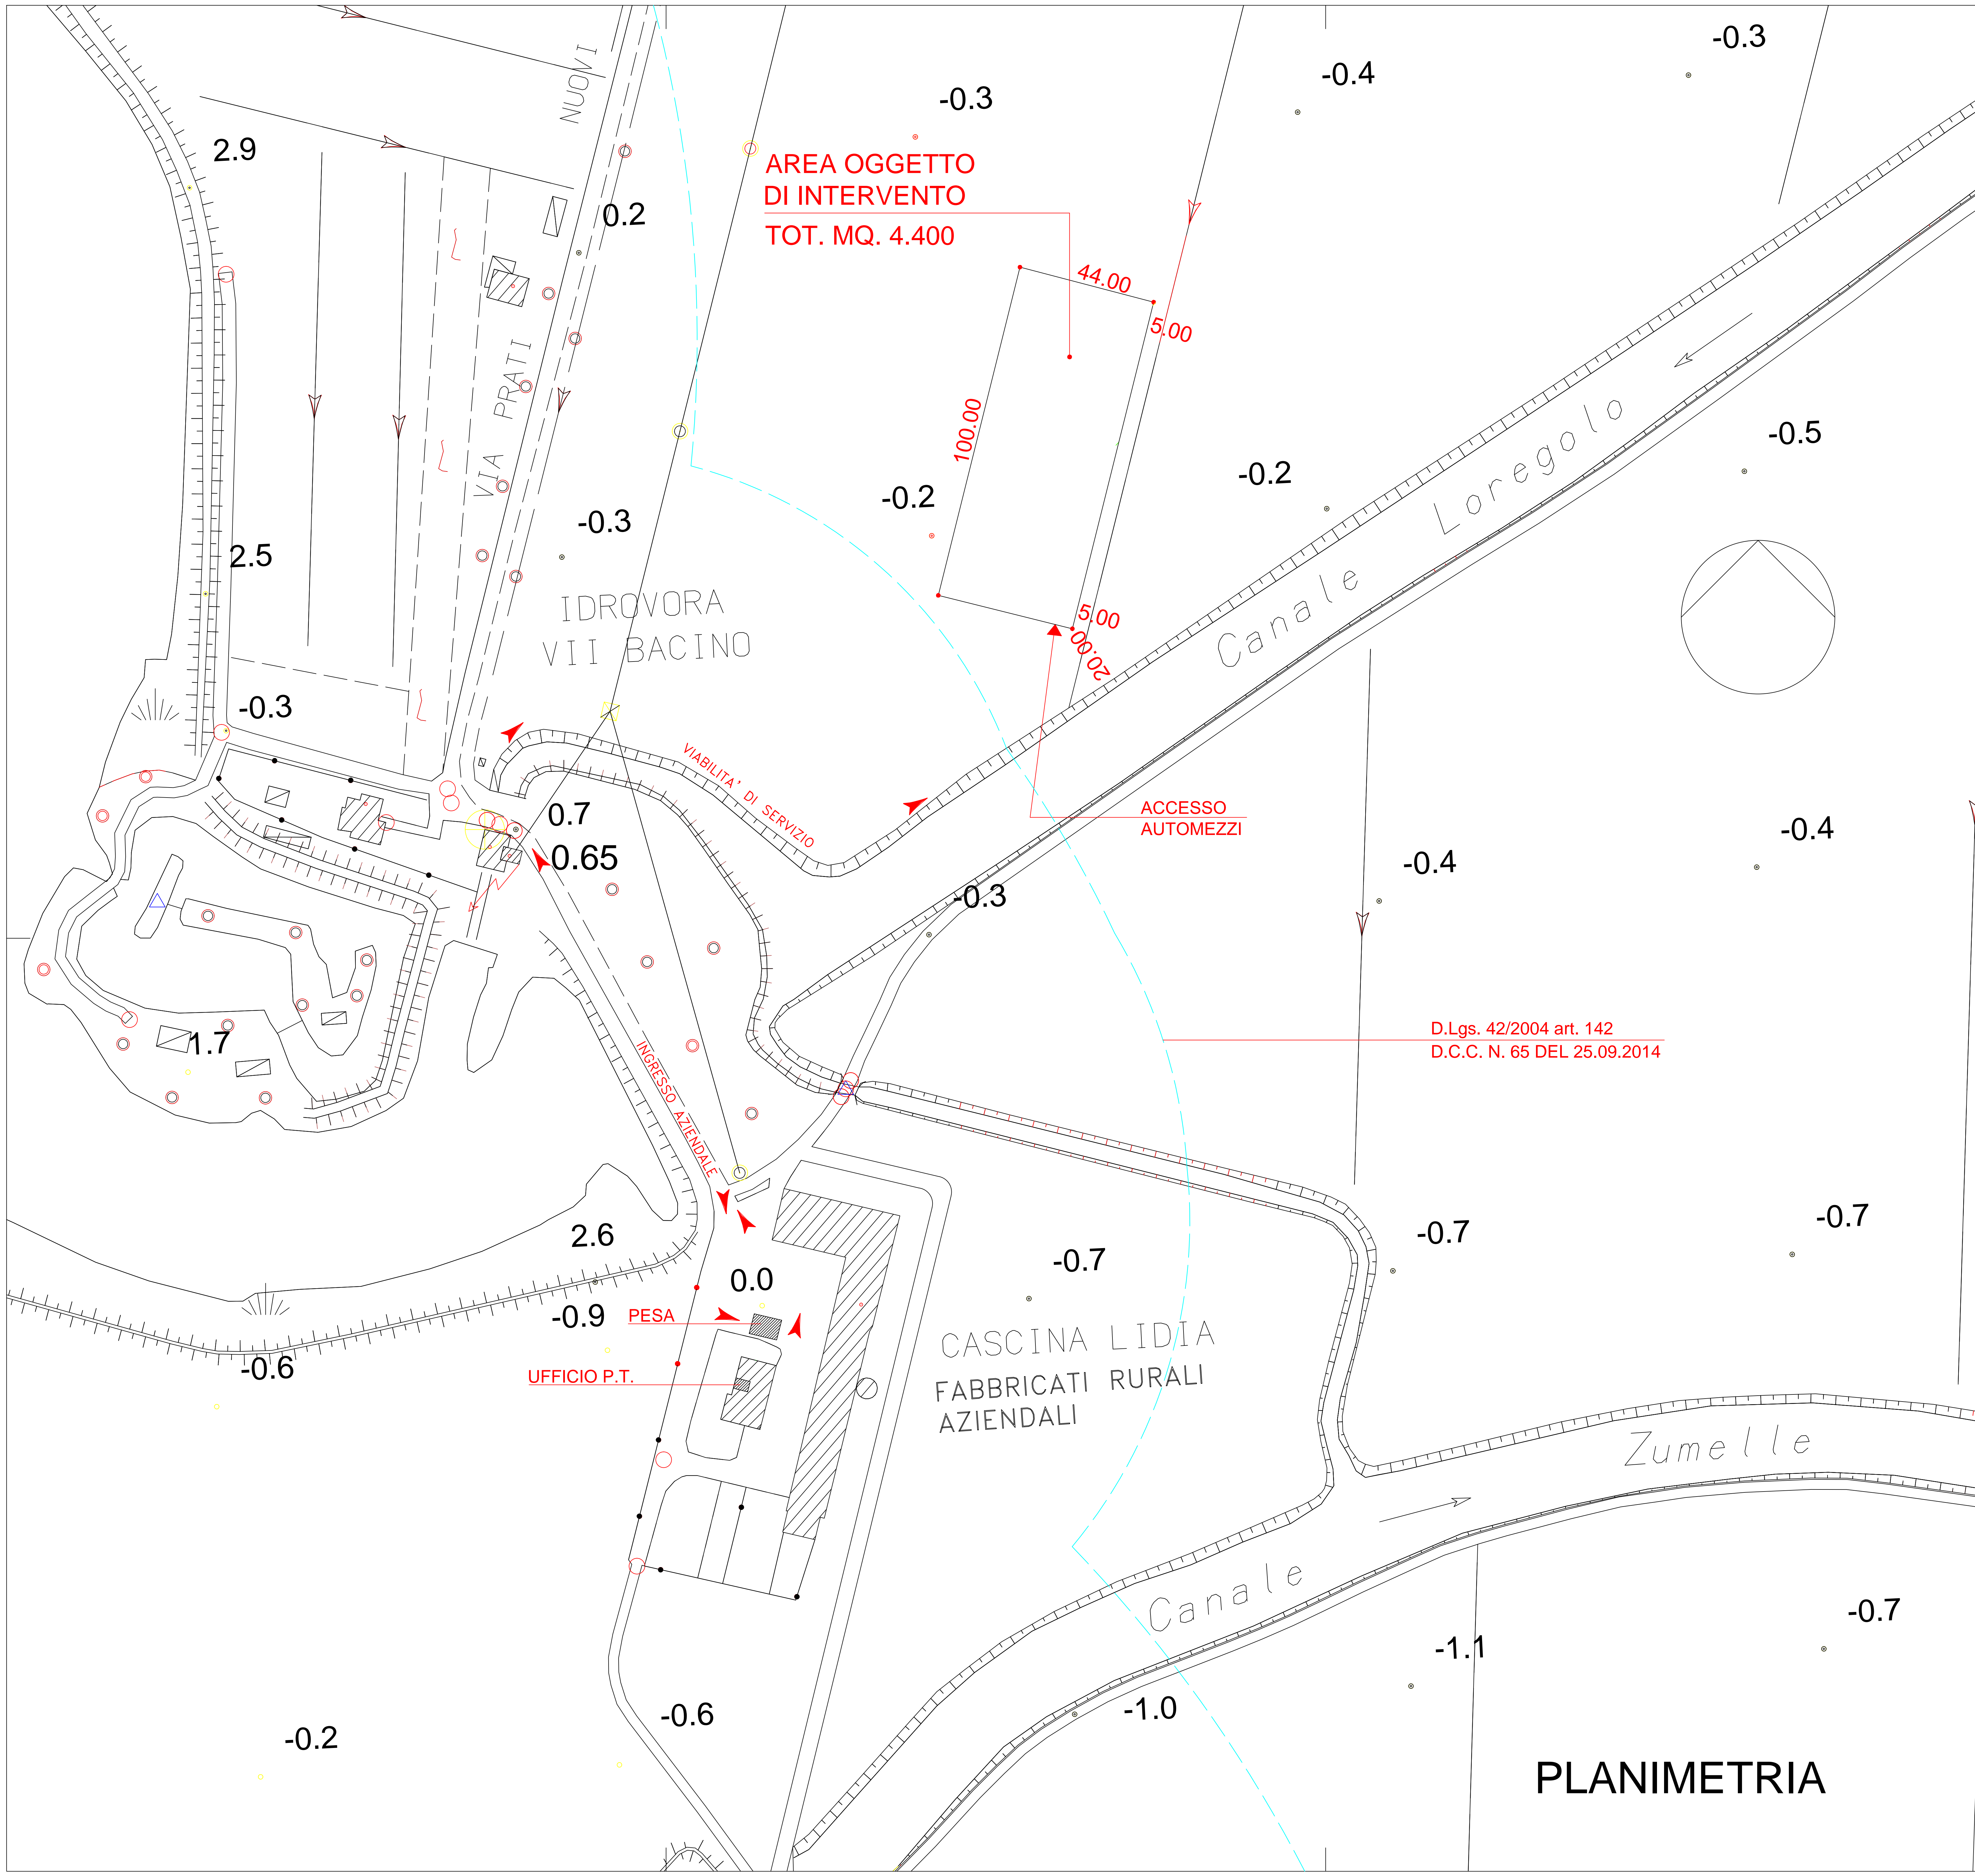 -0.3
-0.4
NUOVI
-0.3
2.9
AREA OGGETTO
DI INTERVENTO
TOT. MQ. 4.400
0.2
44.00
5.00
VIA PRATI
100.00
-0.5
-0.2
-0.2
Canale Loregolo
-0.3
2.5
IDROVORA
VII BACINO
5.00
20.00
-0.3
VIABILITA' DI SERVIZIO
ACCESSO
AUTOMEZZI
0.7
0.65
-0.4
-0.4
-0.3
1.7
D.Lgs. 42/2004 art. 142
D.C.C. N. 65 DEL 25.09.2014
INGRESSO AZIENDALE
2.6
-0.7
-0.7
-0.7
0.0
-0.9
PESA
-0.6
UFFICIO P.T.
CASCINA LIDIA
FABBRICATI RURALI
AZIENDALI
Canale Zumelle
-0.7
-1.1
-1.0
-0.6
-0.2
PLANIMETRIA